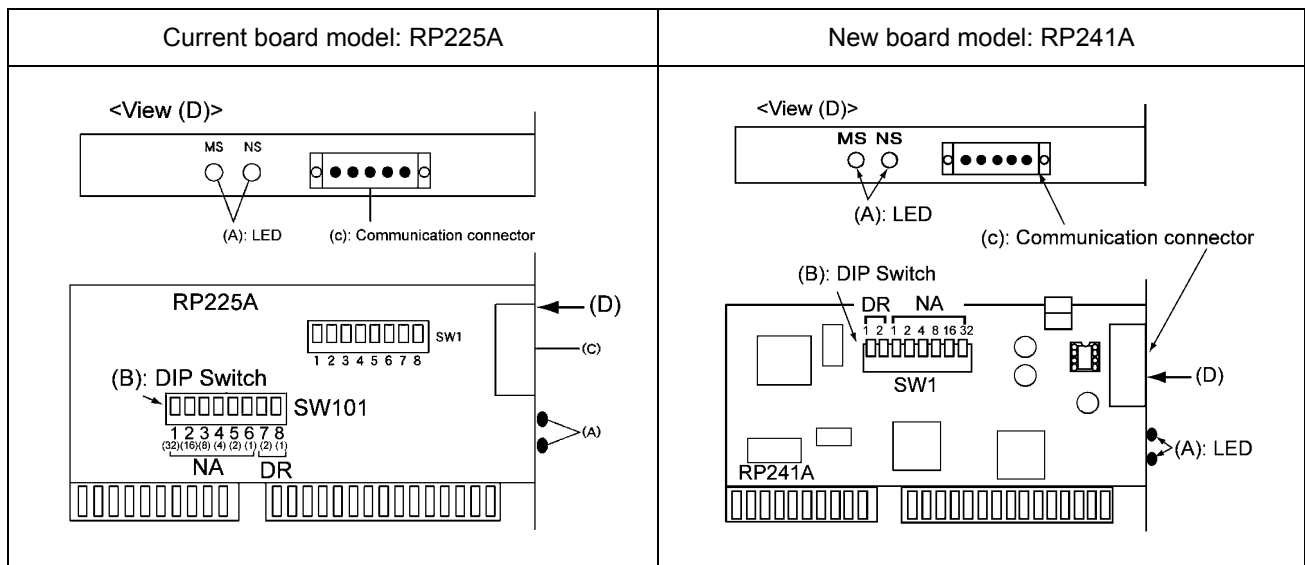 Current board model: RP225A
<View (D)>
MS NS
(A): LED
(c): Communication connector
RP225A
(D)
SW1
1 2 3 4 5 6 7 8
(C)
(B): DIP Switch
SW101
1 2 3 4 5 6 7 8
(32)(16)(8) (4) (2) (1) (2) (1)
NA DR
(A)
New board model: RP241A
<View (D)>
MS NS
(A): LED
(c): Communication connector
(B): DIP Switch
DR NA
1 2 1 2 4 8 16 32
SW1
(D)
(A): LED
RP241A